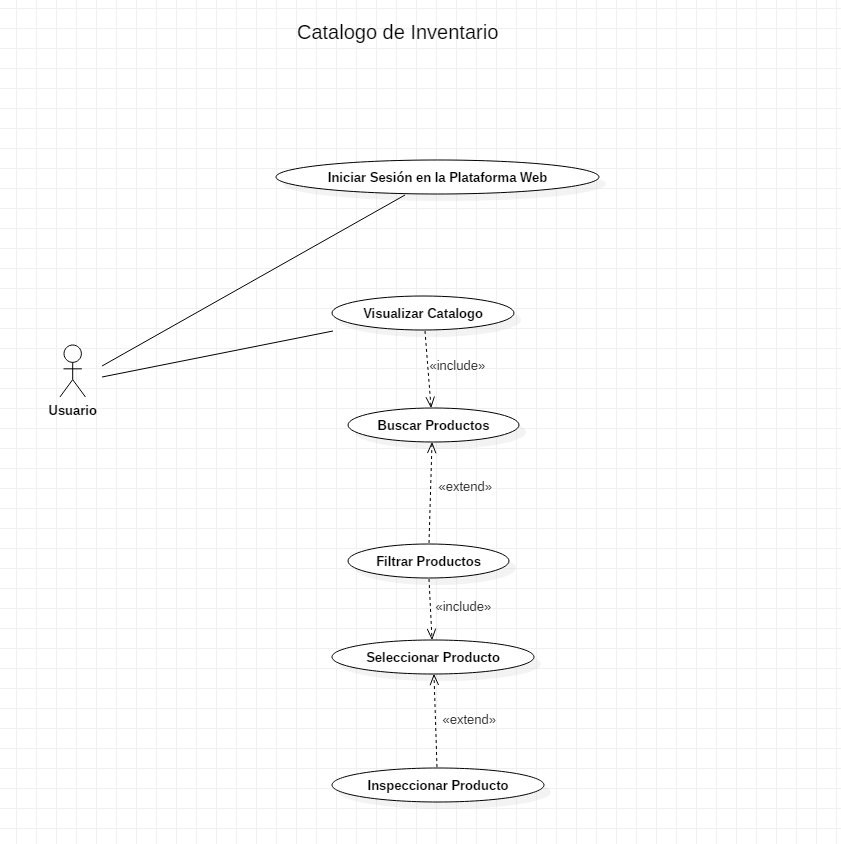 Catalogo de Inventario
Iniciar Sesión en la Plataforma Web
Visualizar Catalogo
«include»
Usuario
Buscar Productos
«extend»
Filtrar Productos
«include»
Seleccionar Producto
«extend»
Inspeccionar Producto